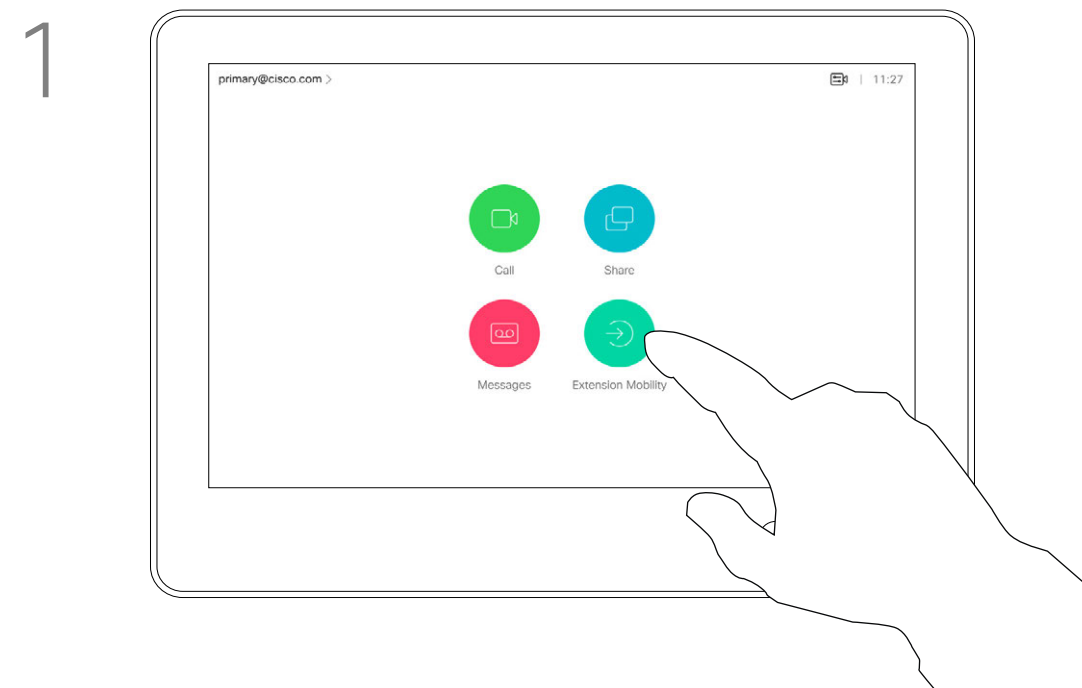 1
primary@cisco.com >
11:27
Call
Share
Messages
Extension Mobility